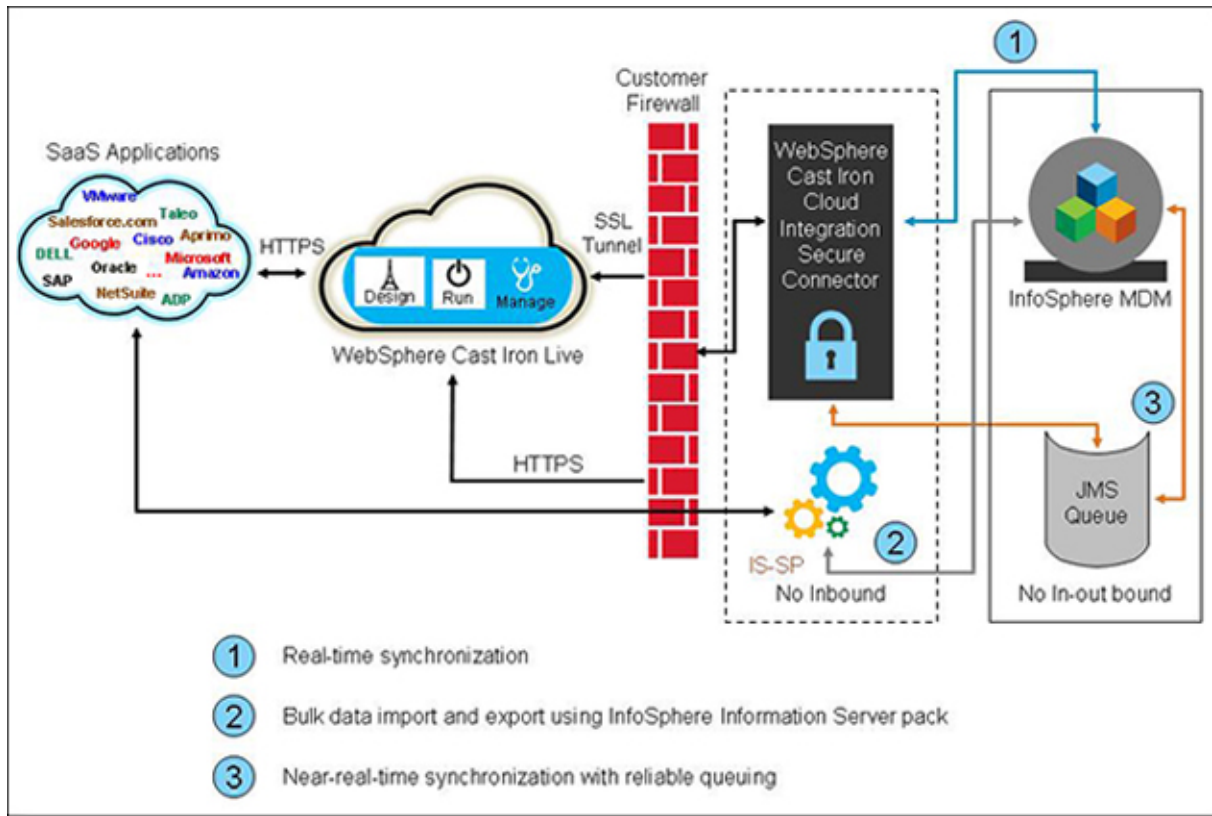 1
Customer
Firewall
SaaS Applications
VMware
Salesforce.com
Taleo
Google
Cisco
Aprimo
DELL
Microsoft
Oracle
...
Amazon
SAP
NetSuite
ADP
HTTPS
Design
Run
Manage
WebSphere Cast Iron Live
SSL
Tunnel
HTTPS
WebSphere
Cast Iron
Cloud
Integration
Secure
Connector
InfoSphere MDM
3
JMS
Queue
2
IS-SP
No Inbound
No In-out bound
1 Real-time synchronization
2 Bulk data import and export using InfoSphere Information Server pack
3 Near-real-time synchronization with reliable queuing